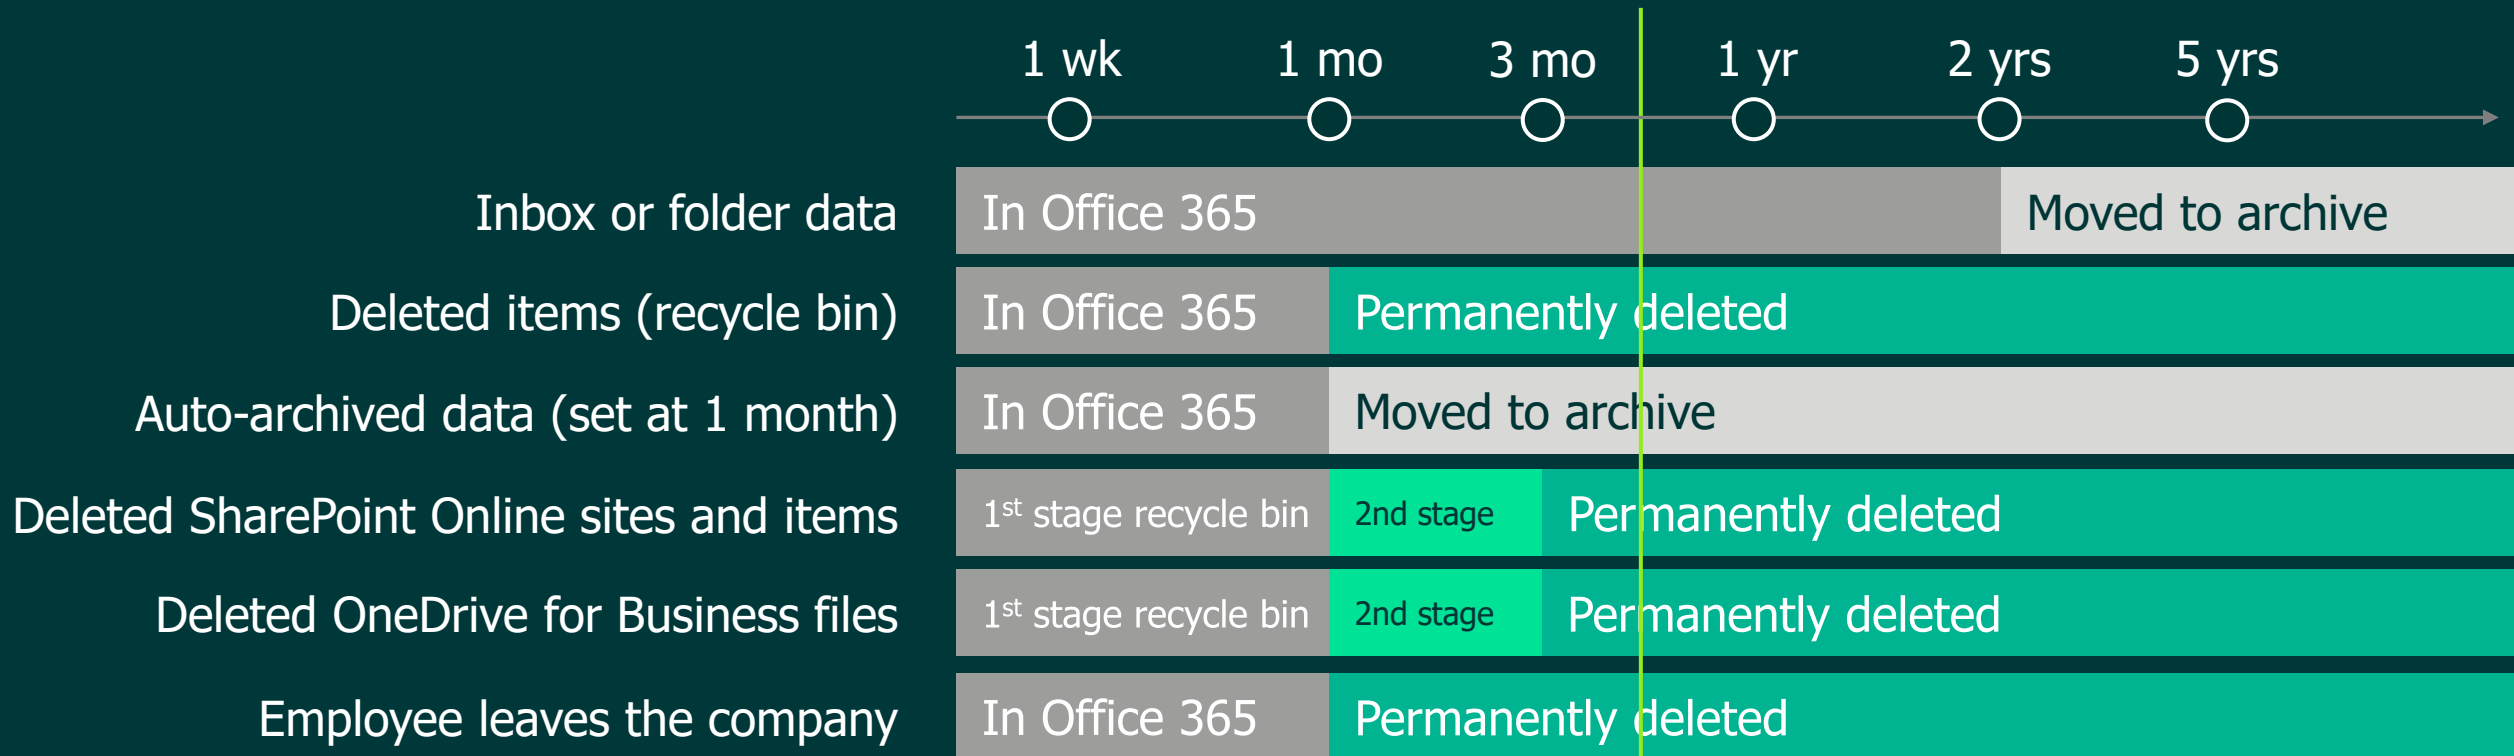 1 wk 1 mo 3 mo 1 yr 2 yrs 5 yrs
Inbox or folder data In Office 365 Moved to archive
Deleted items (recycle bin) In Office 365 Permanently deleted
Auto-archived data (set at 1 month) In Office 365 Moved to archive
Deleted SharePoint Online sites and items 1st stage recycle bin 2nd stage Permanently deleted
Deleted OneDrive for Business files 1st stage recycle bin 2nd stage Permanently deleted
Employee leaves the company In Office 365 Permanently deleted